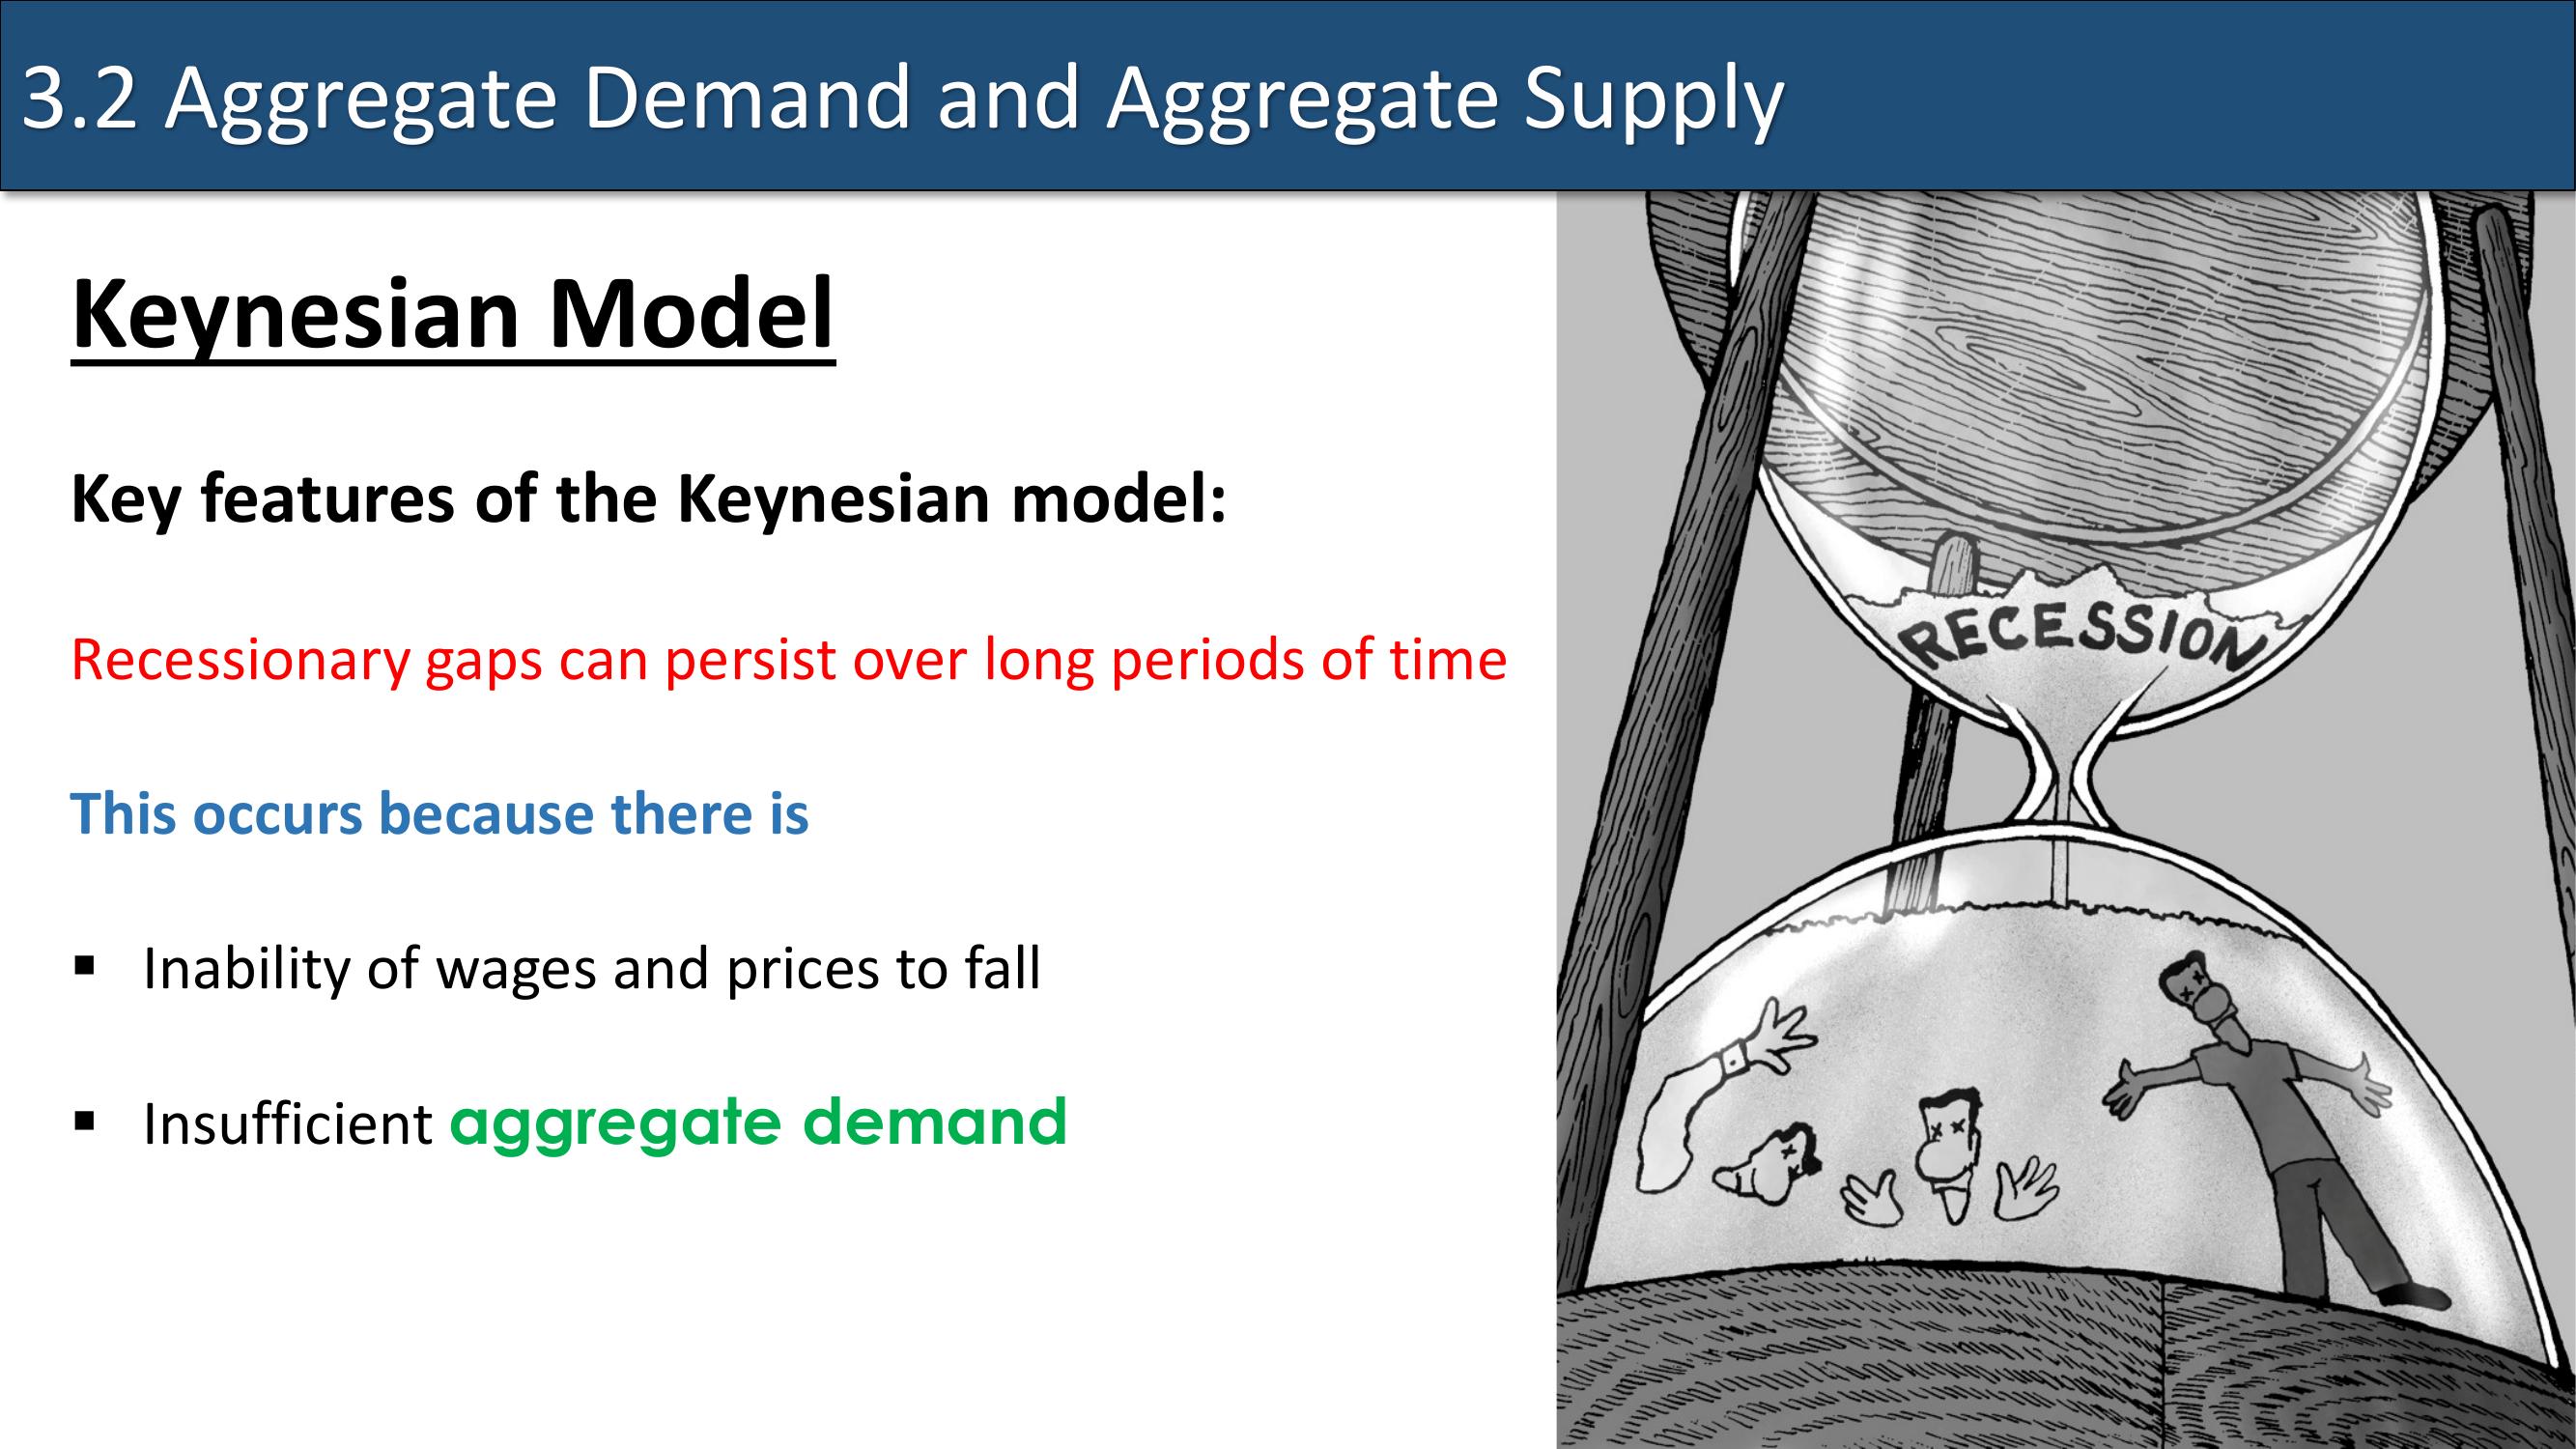 3.2 Aggregate Demand and Aggregate Supply
Keynesian Model
Key features of the Keynesian model:
Recessionary gaps can persist over long periods of time
This occurs because there is
▪ Inability of wages and prices to fall
▪ Insufficient aggregate demand
RECESSION